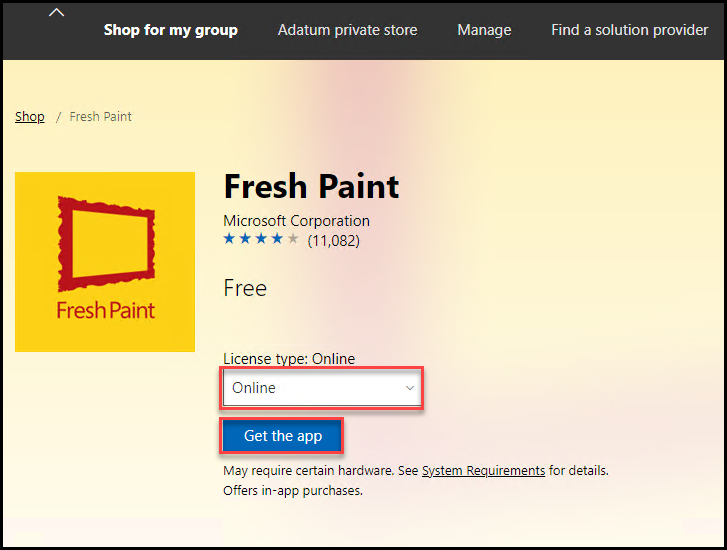 Shop for my group Adatum private store Manage Find a solution provider
Shop / Fresh Paint
Fresh Paint
Fresh Paint
Microsoft Corporation
(11,082)
Free
License type: Online
Online
Get the app
May require certain hardware. See System Requirements for details.
Offers in-app purchases.